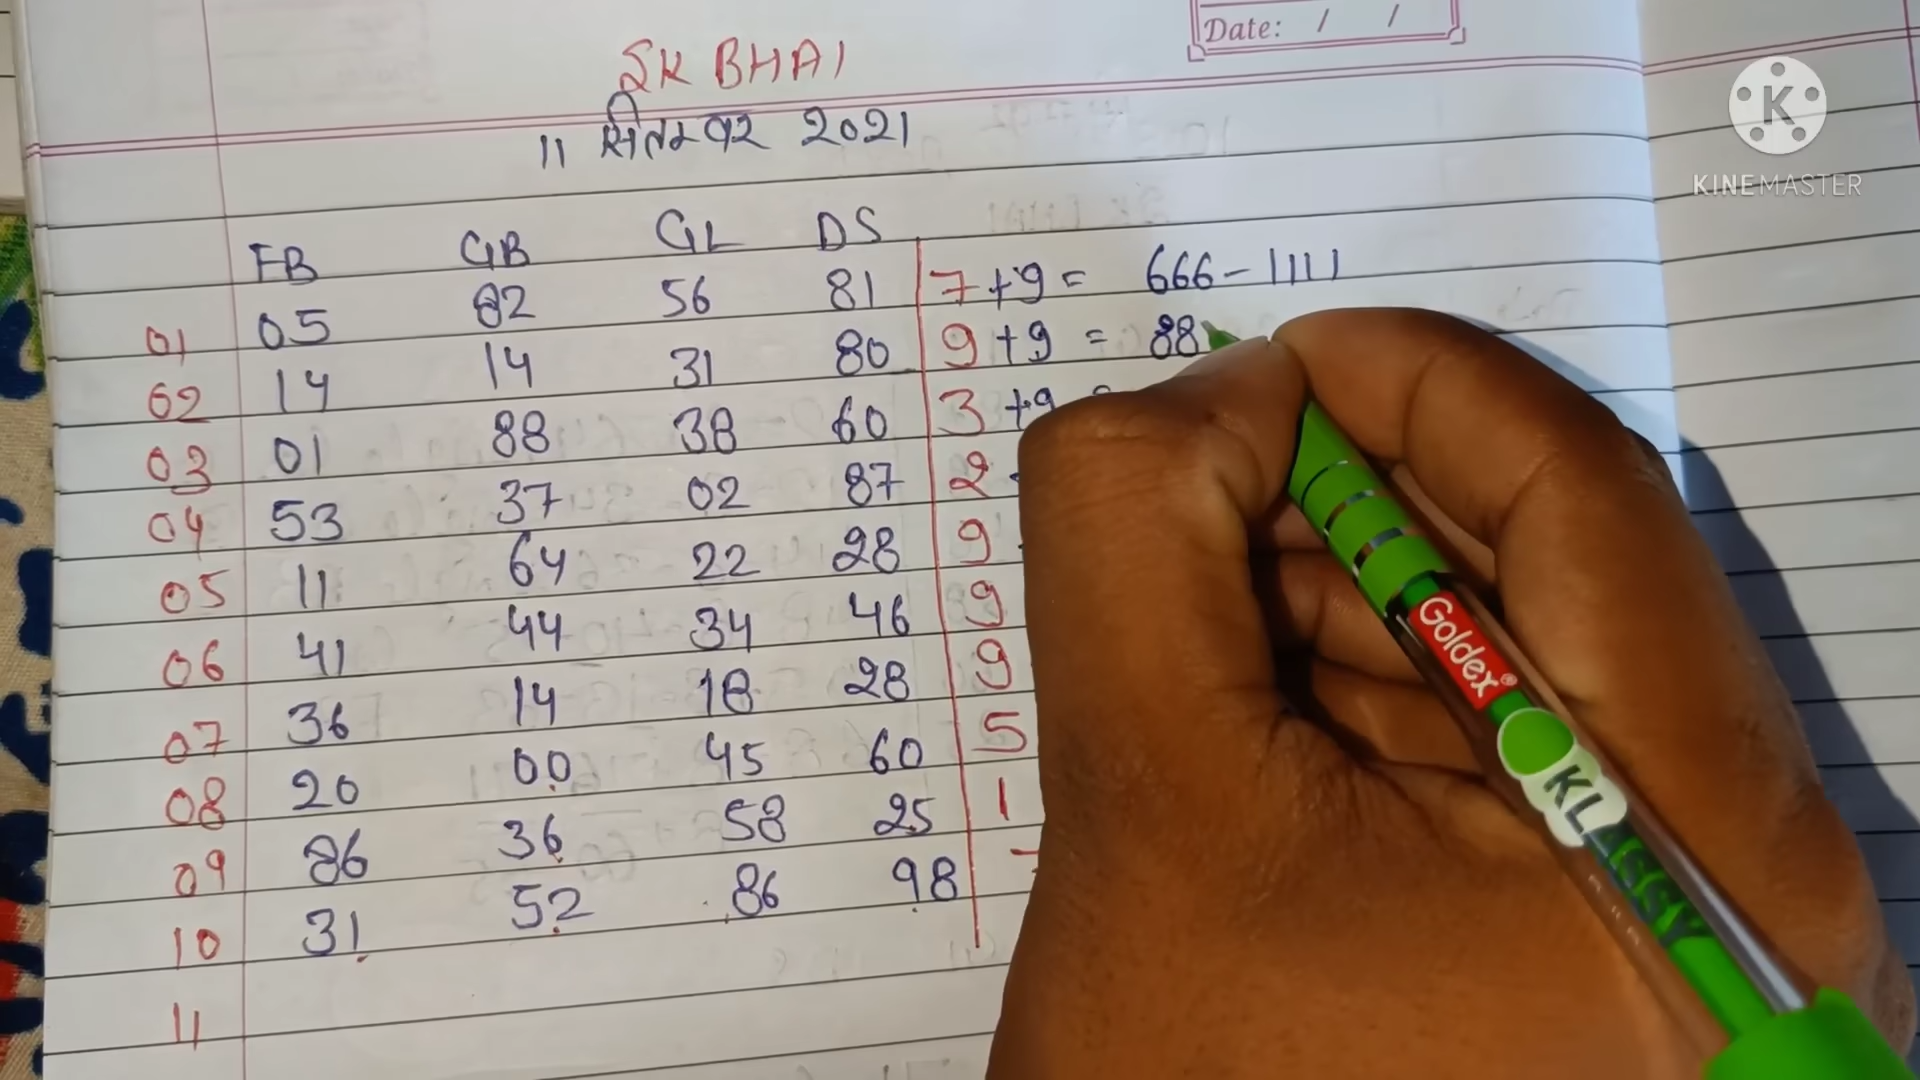 Date: / /
SK BHAI
11 सितम्बर 2021
FB GB GL DS
01 05 82 56 81 7 +9 = 666 - 1111
02 14 14 31 80 9 +9 = 88
03 01 88 38 60 3 +9
04 53 37 02 87 2
05 11 64 22 28 9
06 41 44 34 46 9
07 36 14 18 28 9
08 20 00 45 60 5
09 86 36 58 25 1
10 31 52 86 98
11
K
KINEMASTER
Goldex®
KLISSY